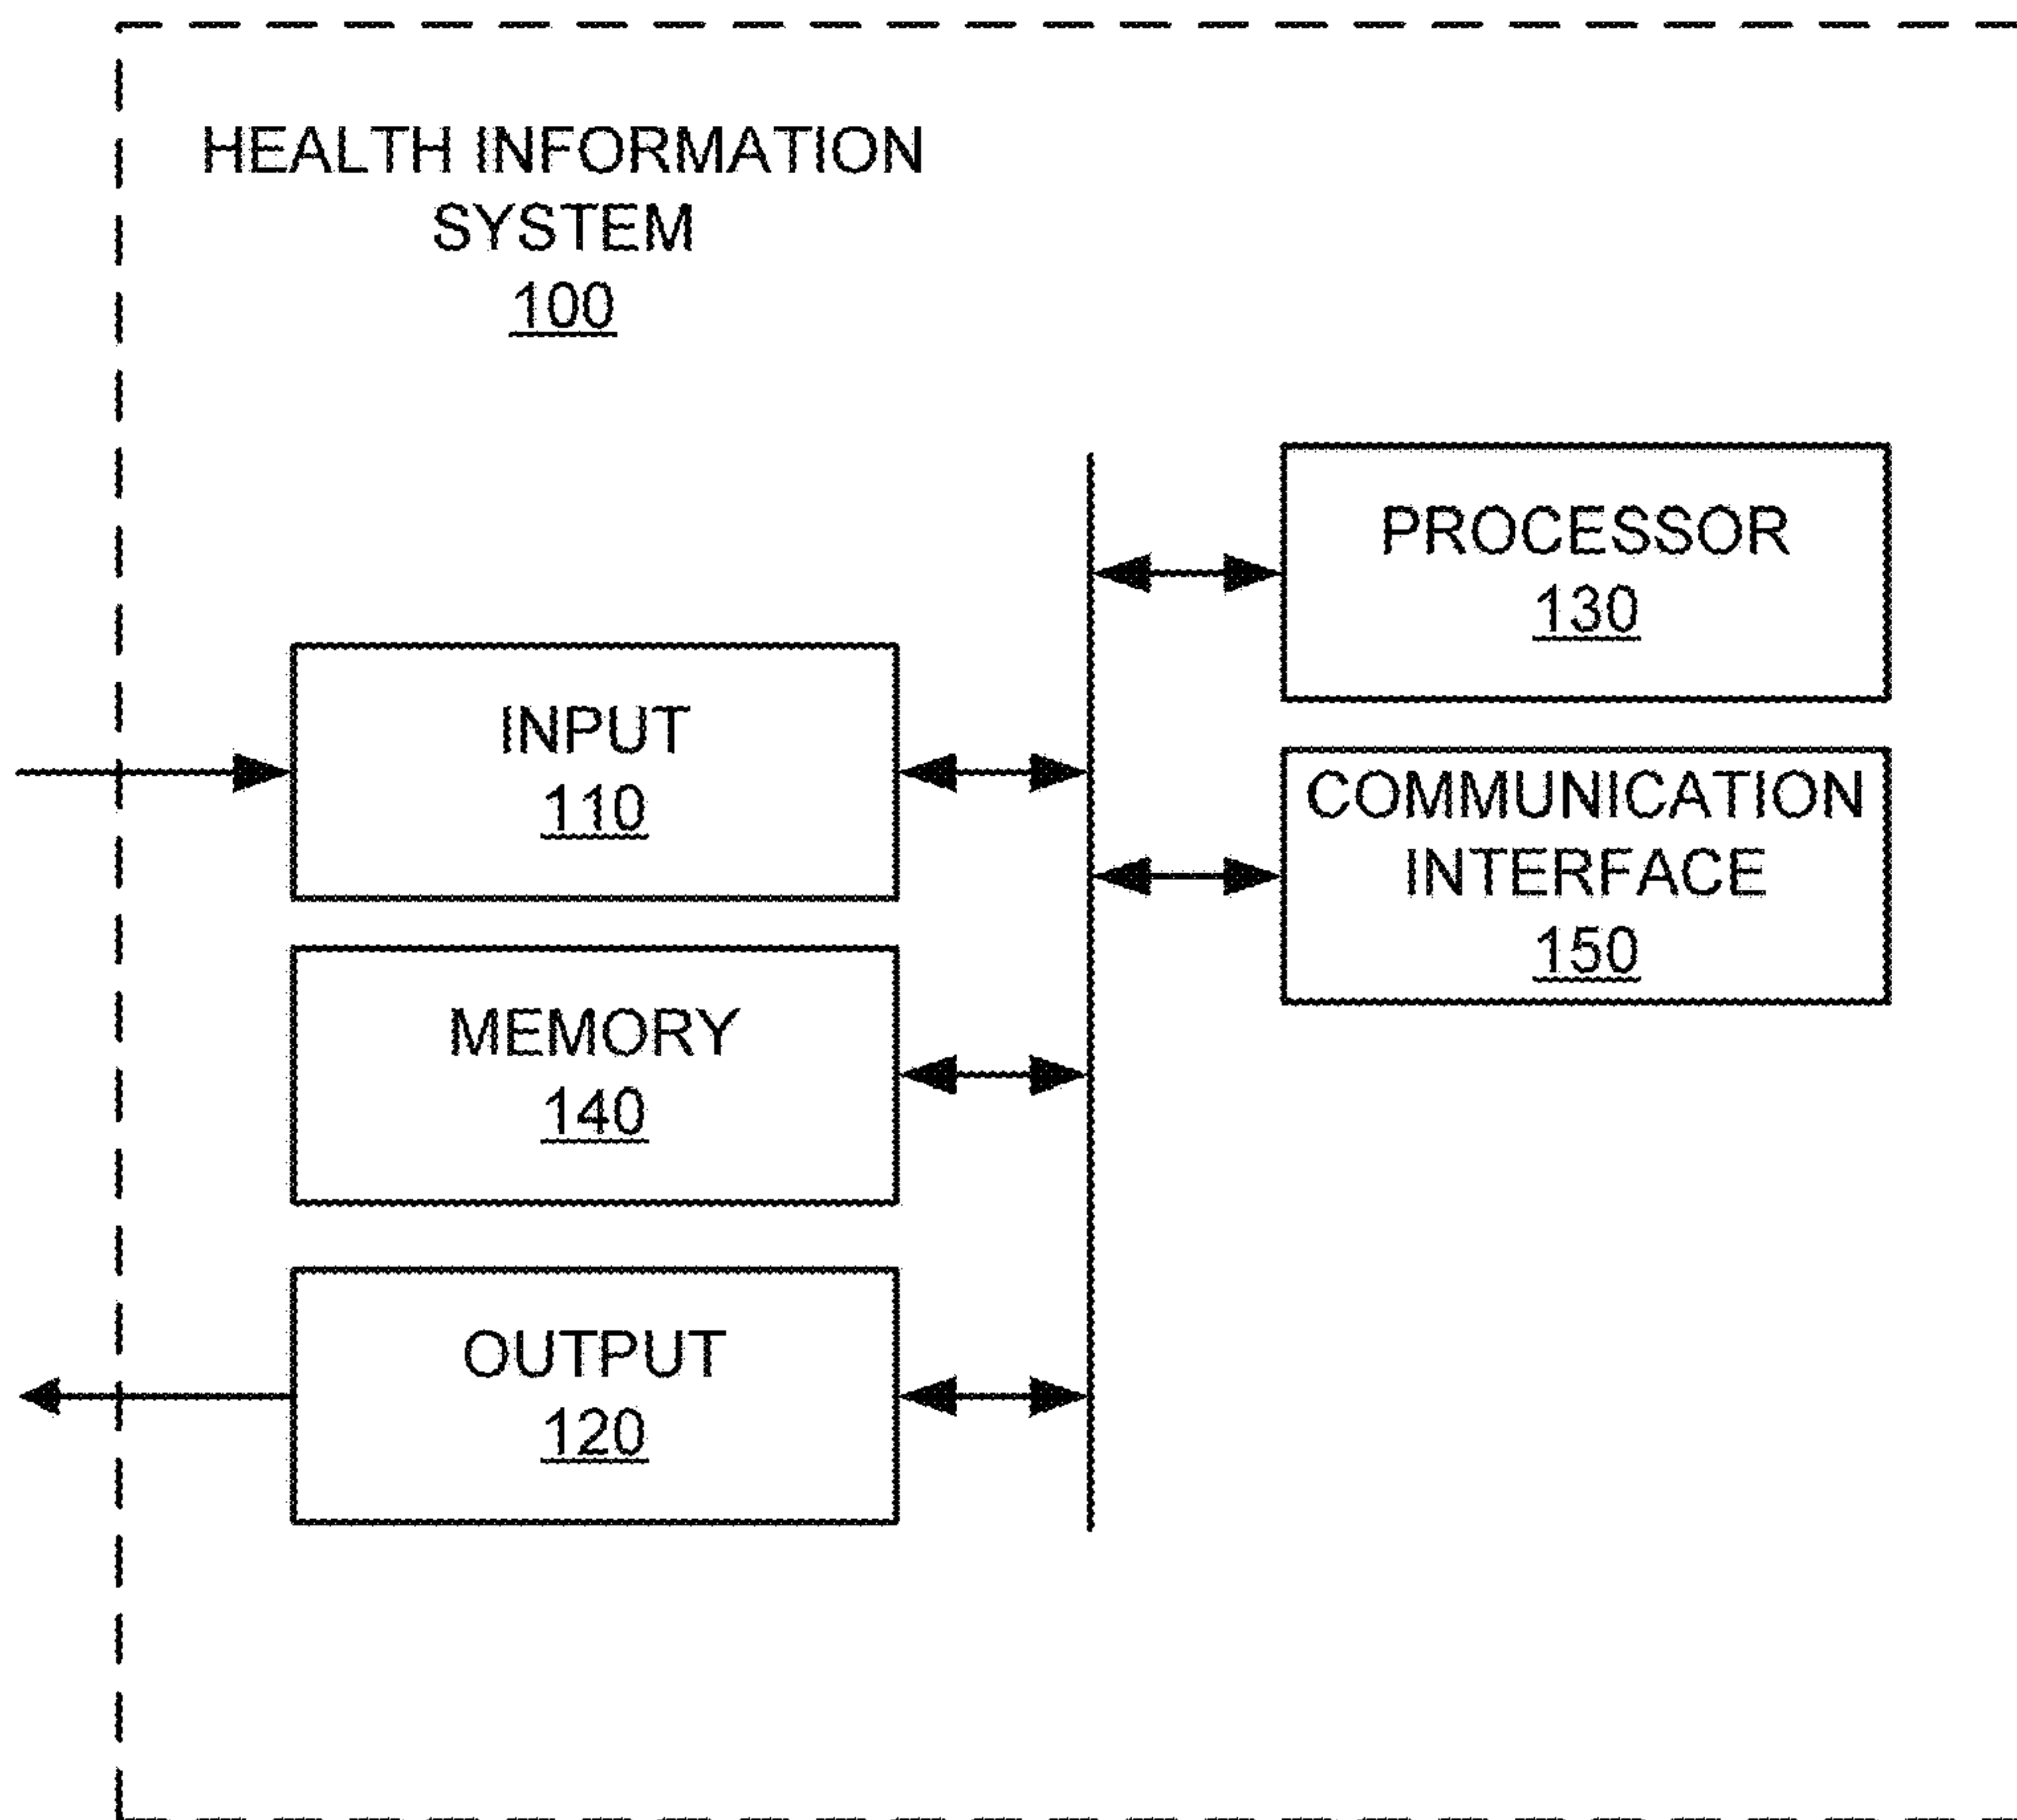 HEALTH INFORMATION
SYSTEM
100
PROCESSOR
130
INPUT
110
COMMUNICATION
INTERFACE
150
MEMORY
140
OUTPUT
120